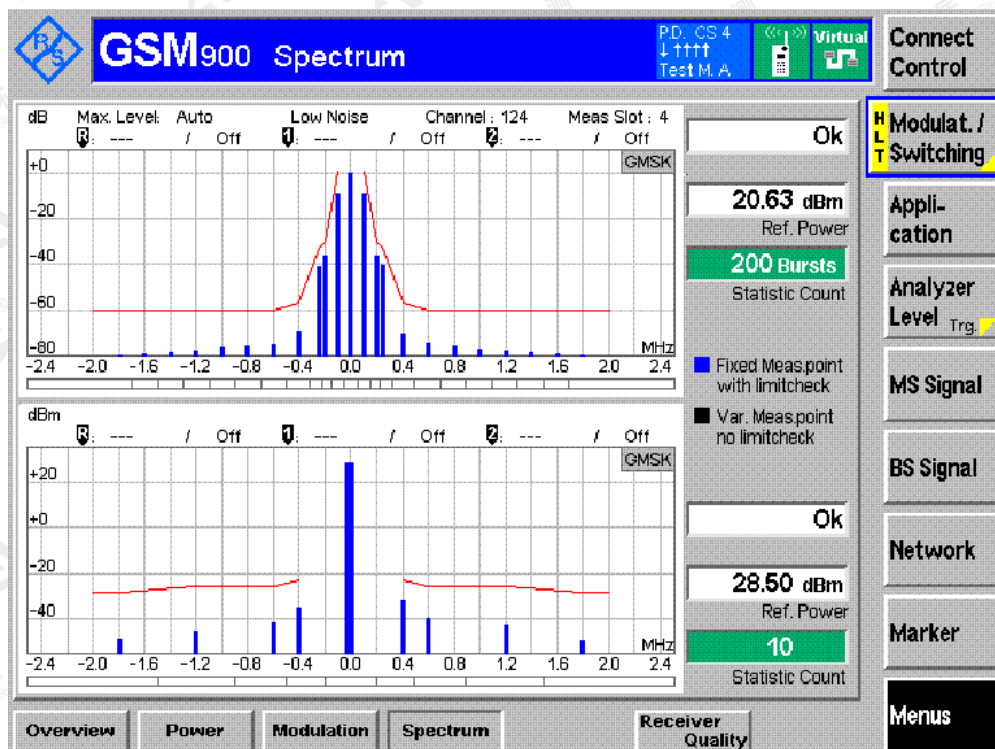 R/S
GSM900 Spectrum
P.D. CS 4
↓ ↑↑↑↑
Test M. A
Virtual
Connect
Control
dB Max. Level: Auto Low Noise Channel : 124 Meas Slot : 4
R: --- / Off 1: --- / Off 2: --- / Off
GMSK
+0
-20
-40
-60
-80
MHz
-2.4 -2.0 -1.6 -1.2 -0.8 -0.4 0.0 0.4 0.8 1.2 1.6 2.0 2.4
Ok
20.63 dBm
Ref. Power
200 Bursts
Statistic Count
Fixed Meas.point
with limitcheck
Var. Meas.point
no limitcheck
dBm
R: --- / Off 1: --- / Off 2: --- / Off
GMSK
+20
+0
-20
-40
MHz
-2.4 -2.0 -1.6 -1.2 -0.8 -0.4 0.0 0.4 0.8 1.2 1.6 2.0 2.4
Ok
28.50 dBm
Ref. Power
10
Statistic Count
HLT
Modulat. /
Switching
Appli-
cation
Analyzer
Level Trg.
MS Signal
BS Signal
Network
Marker
Menus
Overview Power Modulation Spectrum Receiver
Quality